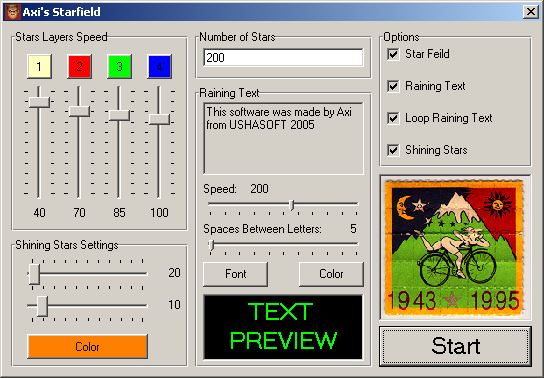 Axi's Starfield
Stars Layers Speed
1 2 3 4
40 70 85 100
Shining Stars Settings
20
10
Color
Number of Stars
200
Raining Text
This software was made by Axi
from USHASOFT 2005
Speed: 200
Spaces Between Letters: 5
Font Color
TEXT
PREVIEW
Options
Star Feild
Raining Text
Loop Raining Text
Shining Stars
1943 1995
Start